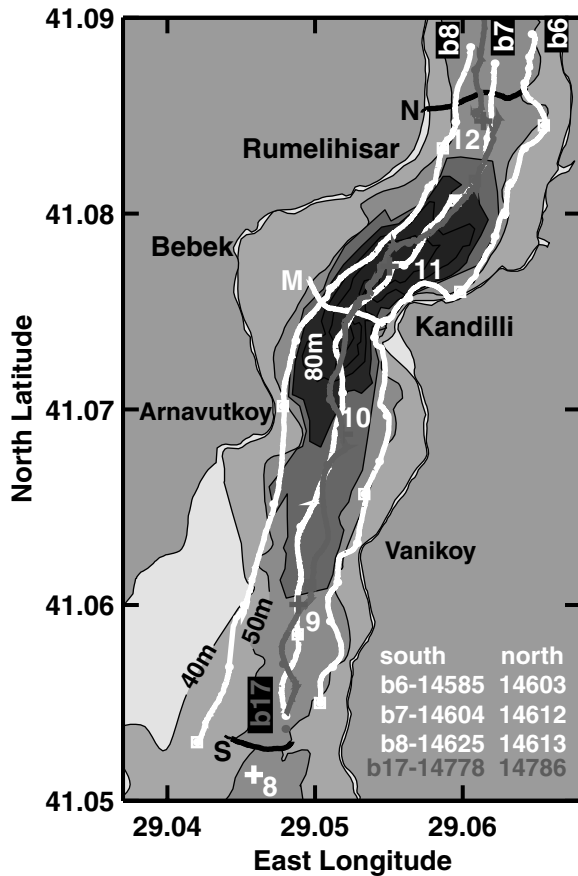 41.09
41.08
41.07
41.06
41.05
North Latitude
29.04
29.05
29.06
East Longitude
b8
b7
b6
N
12
Rumelihisar
Bebek
M
11
Kandilli
80m
Arnavutkoy
10
Vanikoy
9
50m
40m
b17
S
8
south north
b6-14585 14603
b7-14604 14612
b8-14625 14613
b17-14778 14786